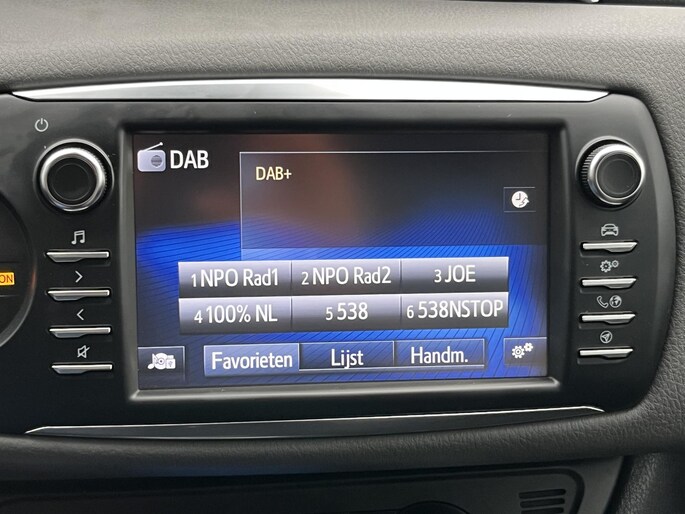 DAB
DAB+
1 NPO Rad1 2 NPO Rad2 3 JOE
4 100% NL 5 538 6 538NSTOP
Favorieten Lijst Handm.
ON